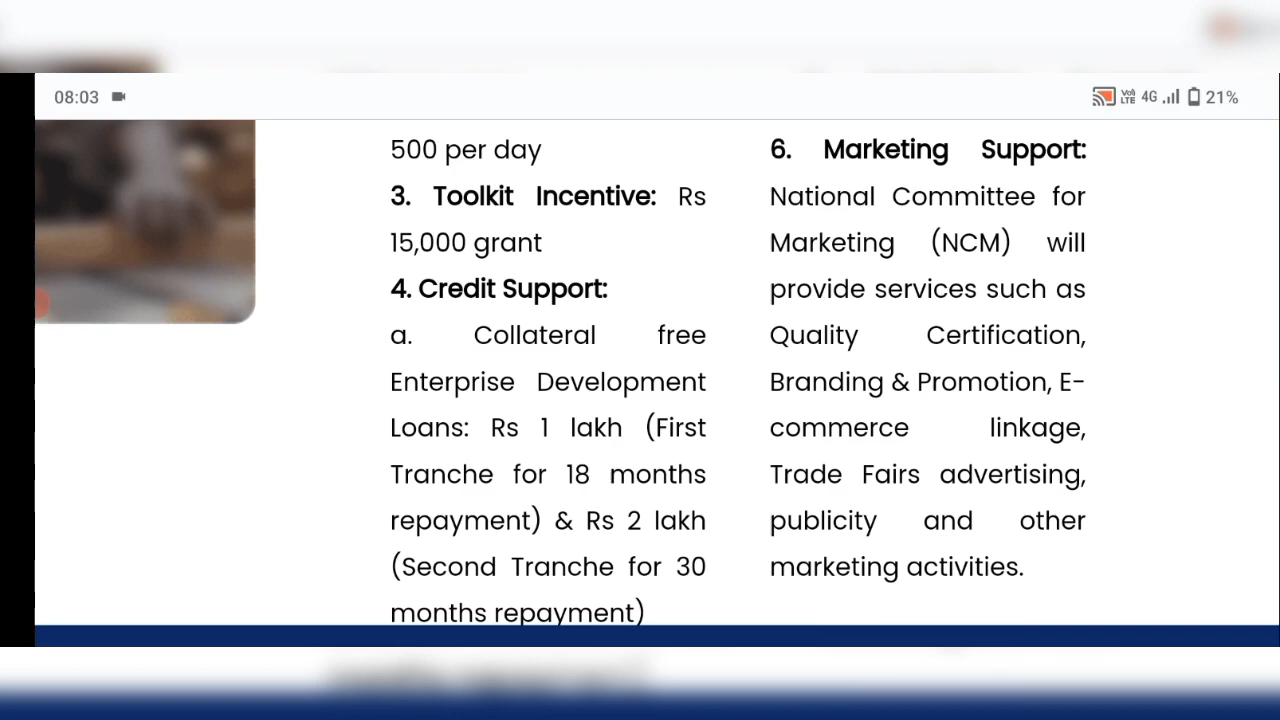 08:03
Vo)
LTE
4G
21%
500 per day
3. Toolkit Incentive: Rs
15,000 grant
4. Credit Support:
a. Collateral free
Enterprise Development
Loans: Rs 1 lakh (First
Tranche for 18 months
repayment) & Rs 2 lakh
(Second Tranche for 30
months repayment)
6. Marketing Support:
National Committee for
Marketing (NCM) will
provide services such as
Quality Certification,
Branding & Promotion, E-
commerce linkage,
Trade Fairs advertising,
publicity and other
marketing activities.